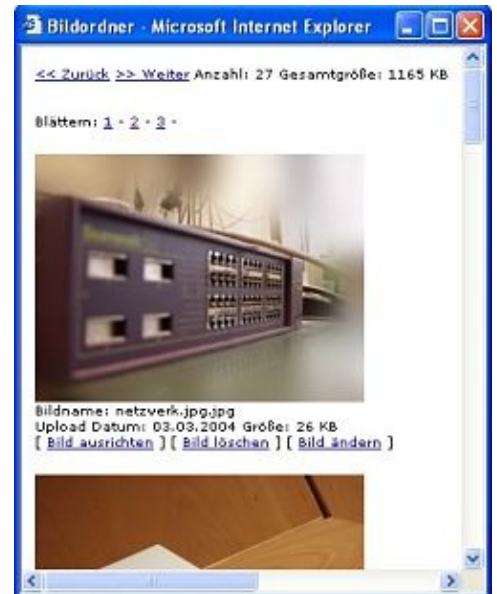 Bildordner - Microsoft Internet Explorer
<< Zurück >> Weiter Anzahl: 27 Gesamtgröße: 1165 KB
Blättern: 1 - 2 - 3 -
Bildname: netzverk.jpg.jpg
Upload Datum: 03.03.2004 Größe: 26 KB
[ Bild ausrichten ] [ Bild löschen ] [ Bild ändern ]